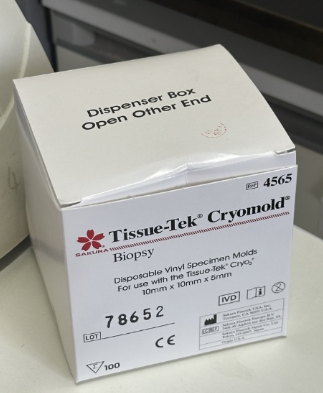 Dispenser Box
Open Other End
REF 4565
SAKURA
Tissue-Tek® Cryomold®
Biopsy
Disposable Vinyl Specimen Molds
For use with the Tissue-Tek® Cryo3®
10mm x 10mm x 5mm
LOT 78652
CE
IVD
100